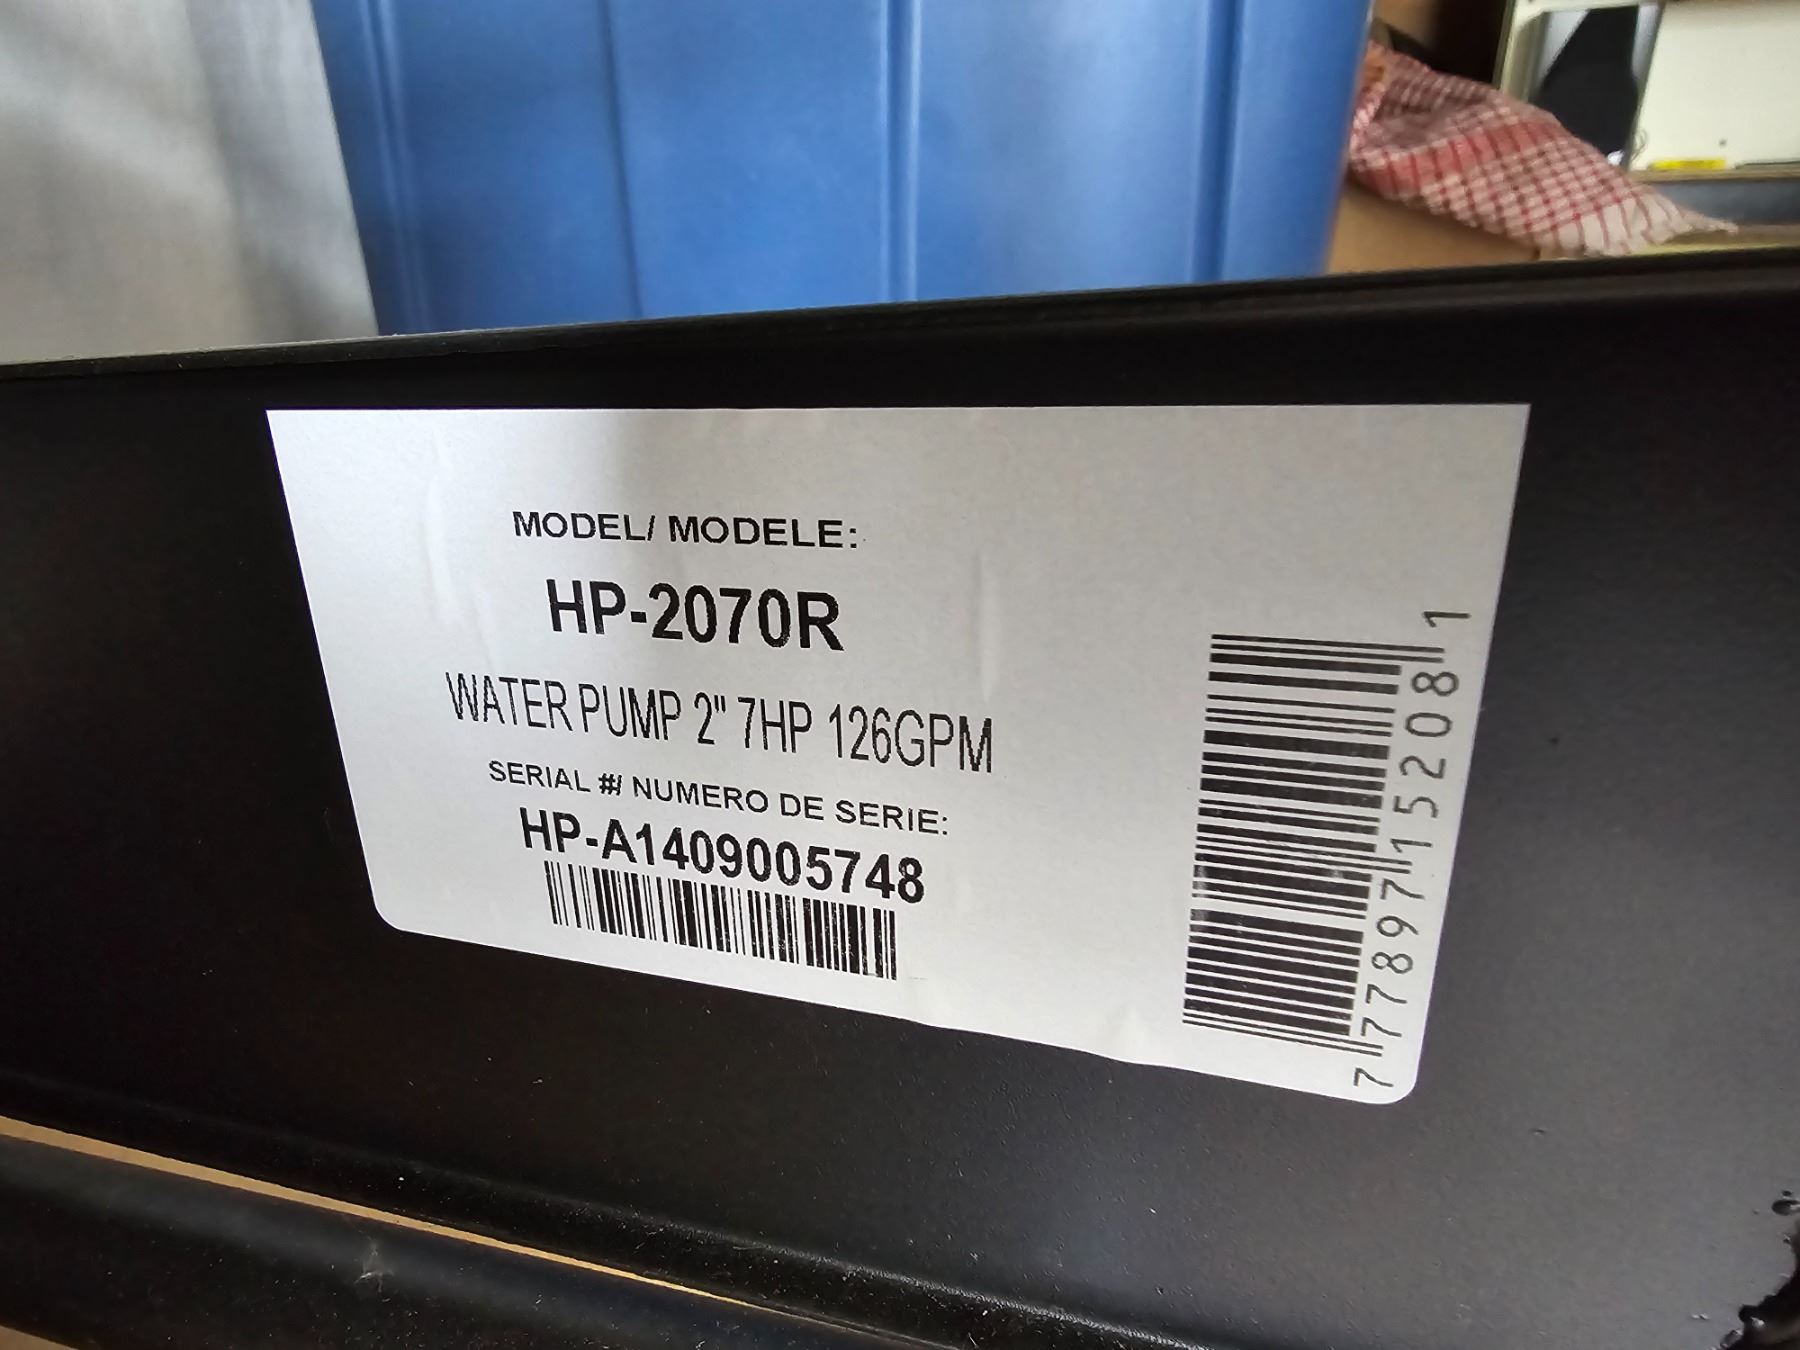 MODEL/ MODELE:
HP-2070R
WATER PUMP 2" 7HP 126GPM
SERIAL #/ NUMERO DE SERIE:
HP-A1409005748
7 77897 15208 1